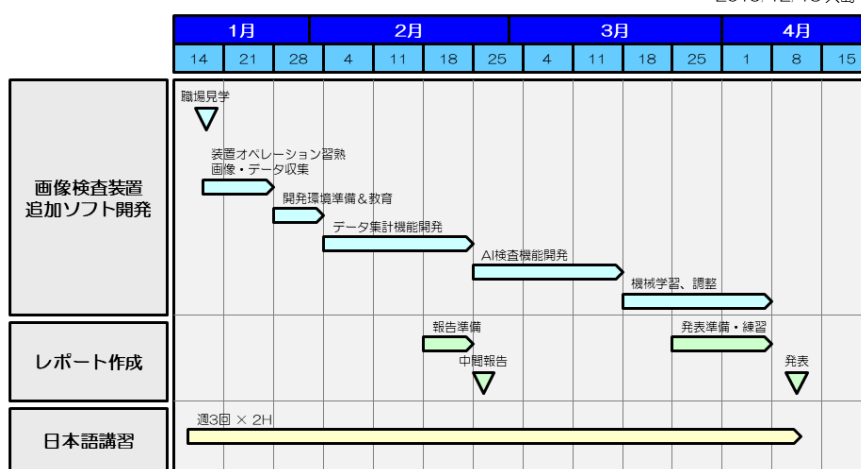 1月 2月 3月 4月
14 21 28 4 11 18 25 4 11 18 25 1 8 15
画像検査装置
追加ソフト開発
職場見学
装置オペレーション習熟
画像・データ収集
開発環境準備&教育
データ集計機能開発
AI検査機能開発
機械学習、調整
レポート作成
報告準備
中間報告
発表準備・練習
発表
日本語講習
週3回 × 2H